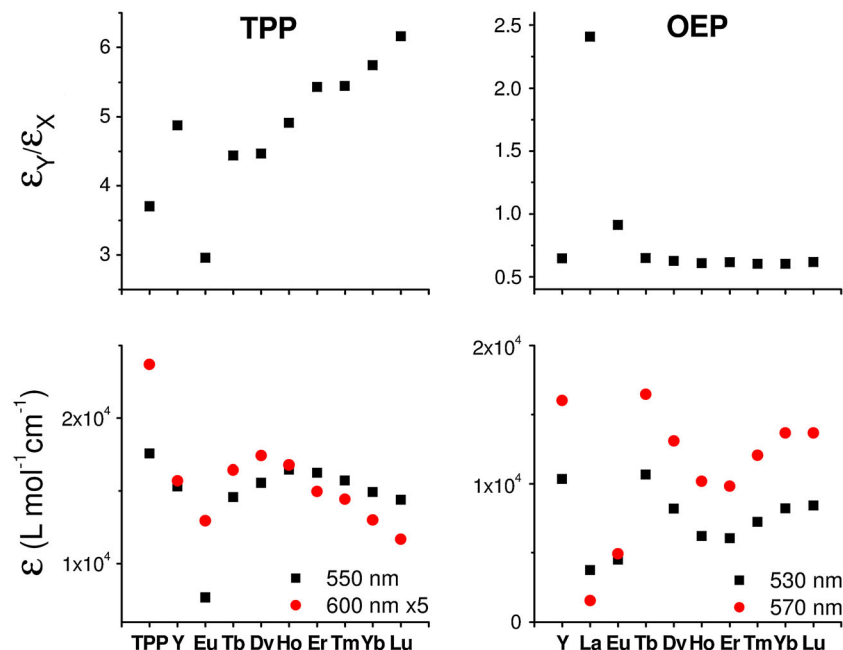 TPP
OEP
6
5
4
3
εY/εX
2.5
2.0
1.5
1.0
0.5
2x10⁴
1x10⁴
ε (L mol⁻¹cm⁻¹)
550 nm
600 nm x5
TPP Y Eu Tb Dy Ho Er Tm Yb Lu
2x10⁴
1x10⁴
0
530 nm
570 nm
Y La Eu Tb Dy Ho Er Tm Yb Lu